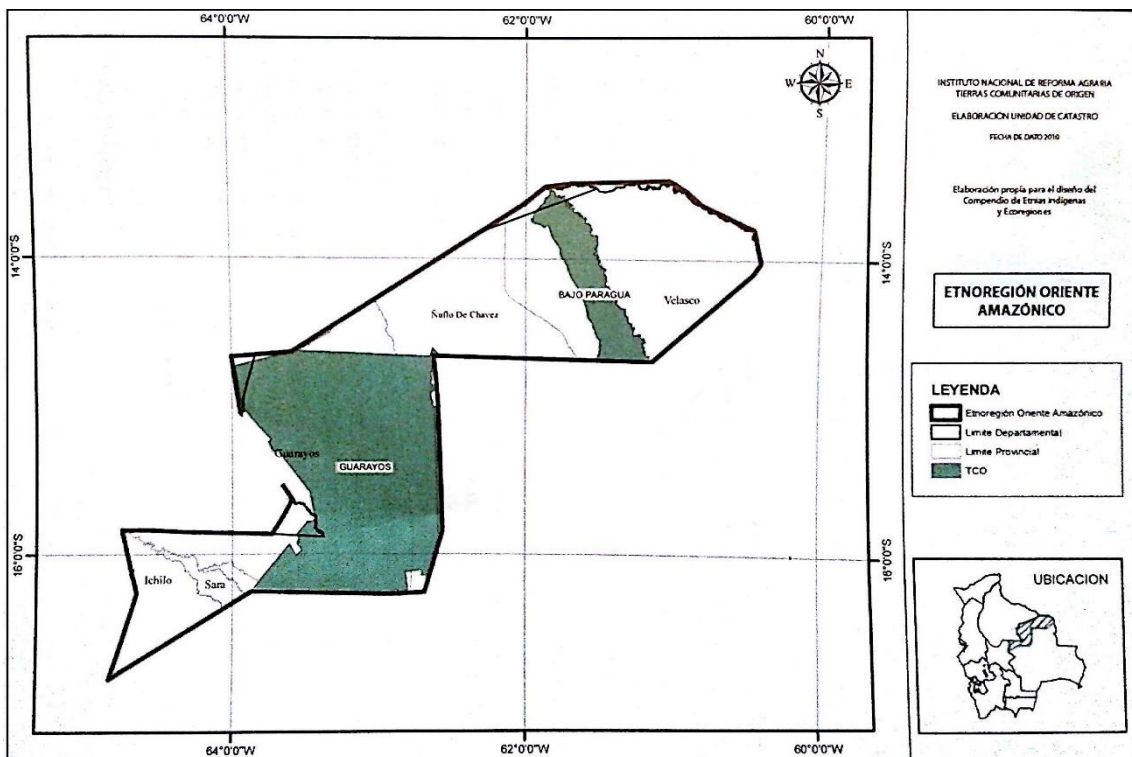 64°0'0"W
62°0'0"W
60°0'0"W
N
W
E
S
14°0'0"S
14°0'0"S
BAJO PARAGUA
Velasco
Ñuflo De Chavez
Guarayos
GUARAYOS
16°0'0"S
16°0'0"S
Ichilo
Sara
64°0'0"W
62°0'0"W
60°0'0"W
INSTITUTO NACIONAL DE REFORMA AGRARIA
TIERRAS COMUNITARIAS DE ORIGEN
ELABORACIÓN UNIDAD DE CATASTRO
FECHA DE DATO 2010
Elaboración propia para el diseño del
Compendio de Etnias indígenas
y Ecoregiones
ETNOREGIÓN ORIENTE
AMAZÓNICO
LEYENDA
Etnoregión Oriente Amazónico
Limite Departamental
Limite Provincial
TCO
UBICACION